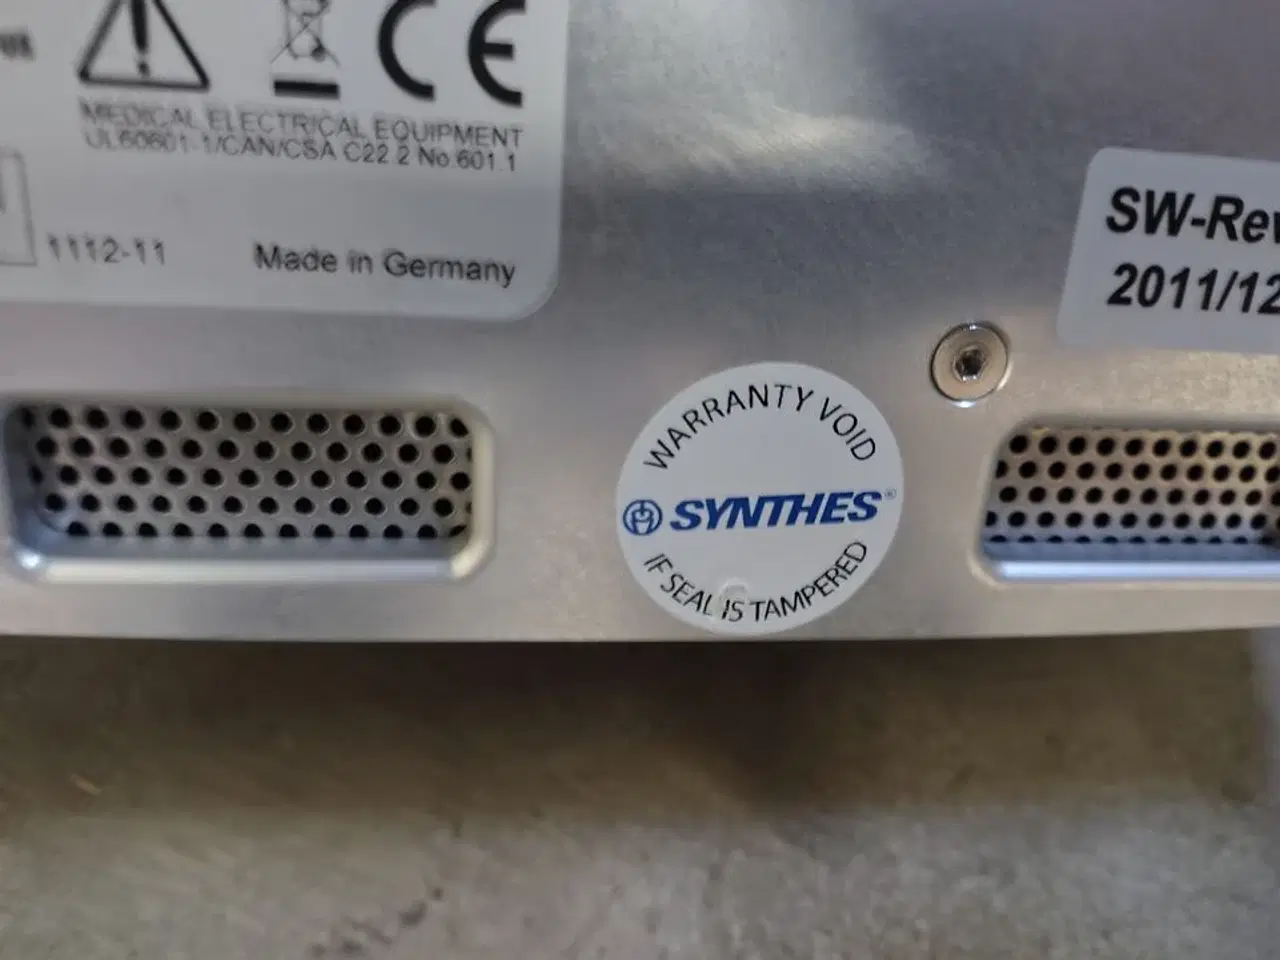 CE
MEDICAL ELECTRICAL EQUIPMENT
UL60601-1/CAN/CSA C22.2 No.601.1
1112-11
Made in Germany
SW-Rev
2011/12
WARRANTY VOID
SYNTHES®
IF SEAL IS TAMPERED